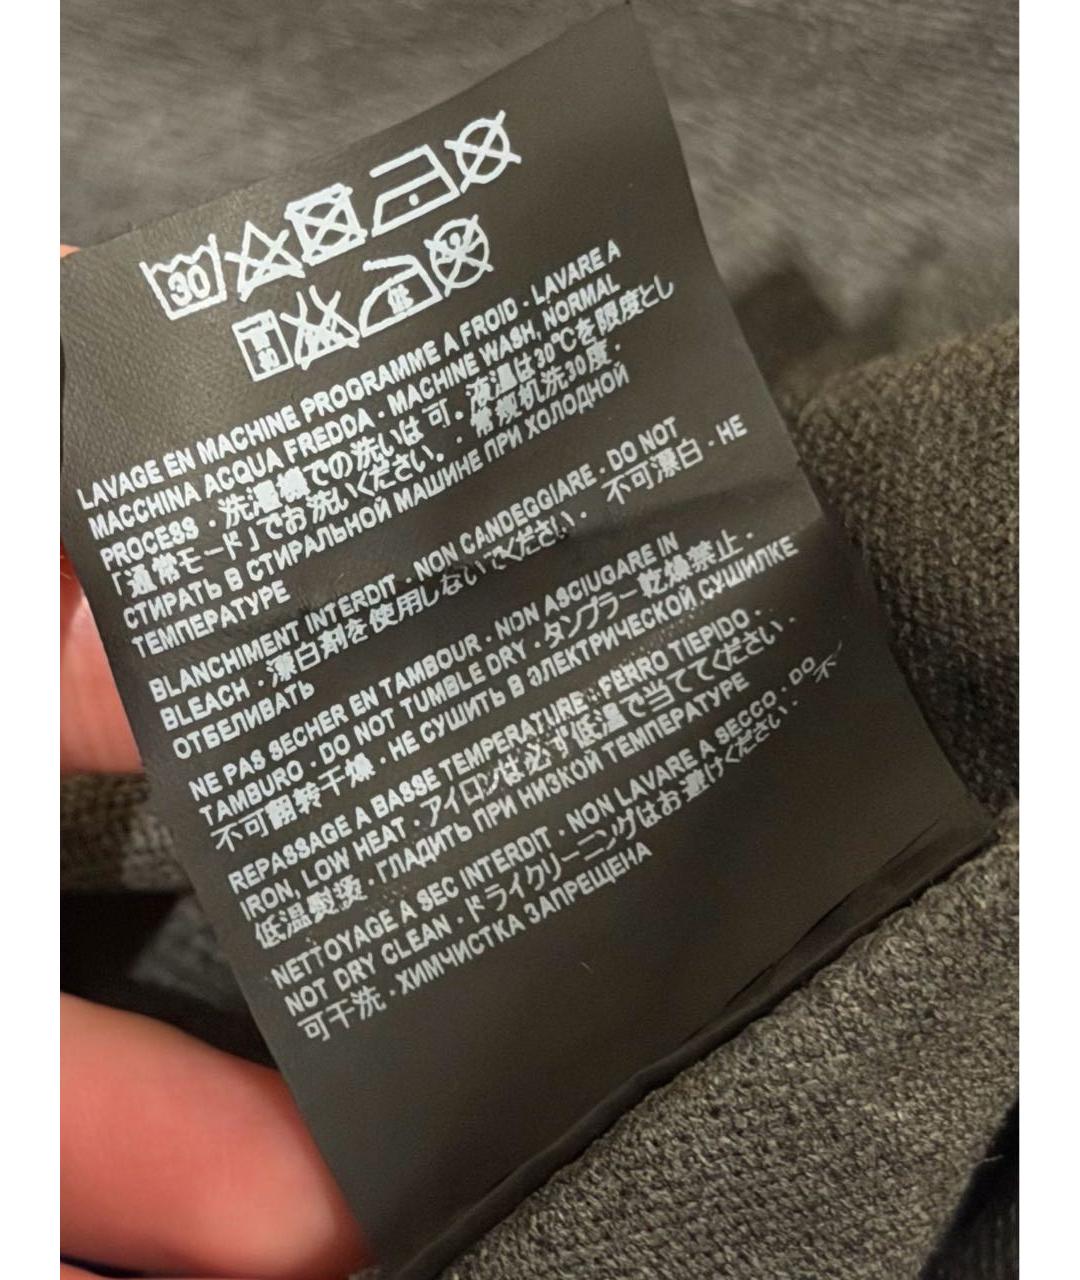 30
30
LAVAGE EN MACHINE PROGRAMME A FROID · LAVARE A
MACCHINA ACQUA FREDDA · MACHINE WASH, NORMAL
PROCESS · 洗濯機での洗いは可。液温は30℃を限度とし
「通常モード」でお洗いください。· 常规机洗30度·
СТИРАТЬ В СТИРАЛЬНОЙ МАШИНЕ ПРИ ХОЛОДНОЙ
ТЕМПЕРАТУРЕ
BLANCHIMENT INTERDIT · NON CANDEGGIARE · DO NOT
BLEACH · 漂白剤を使用しないでください · 不可漂白 · НЕ
ОТБЕЛИВАТЬ
NE PAS SECHER EN TAMBOUR · NON ASCIUGARE IN
TAMBURO · DO NOT TUMBLE DRY · タンブラー乾燥禁止 ·
不可翻转干燥 · НЕ СУШИТЬ В ЭЛЕКТРИЧЕСКОЙ СУШИЛКЕ
REPASSAGE A BASSE TEMPERATURE · FERRO TIEPIDO ·
IRON, LOW HEAT · アイロンは必ず低温で当ててください ·
低温熨烫 · ГЛАДИТЬ ПРИ НИЗКОЙ ТЕМПЕРАТУРЕ
NETTOYAGE A SEC INTERDIT · NON LAVARE A SECCO · DO
NOT DRY CLEAN · ドライクリーニングはお避けください · 不
可干洗 · ХИМЧИСТКА ЗАПРЕЩЕНА